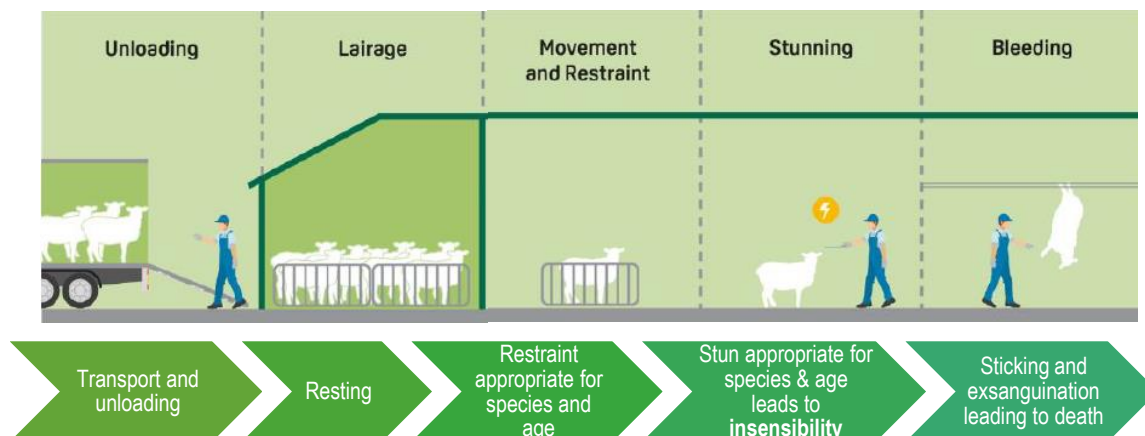 Unloading
Lairage
Movement
and Restraint
Stunning
Bleeding
Transport and
unloading
Resting
Restraint
appropriate for
species and
age
Stun appropriate for
species & age
leads to
insensibility
Sticking and
exsanguination
leading to death